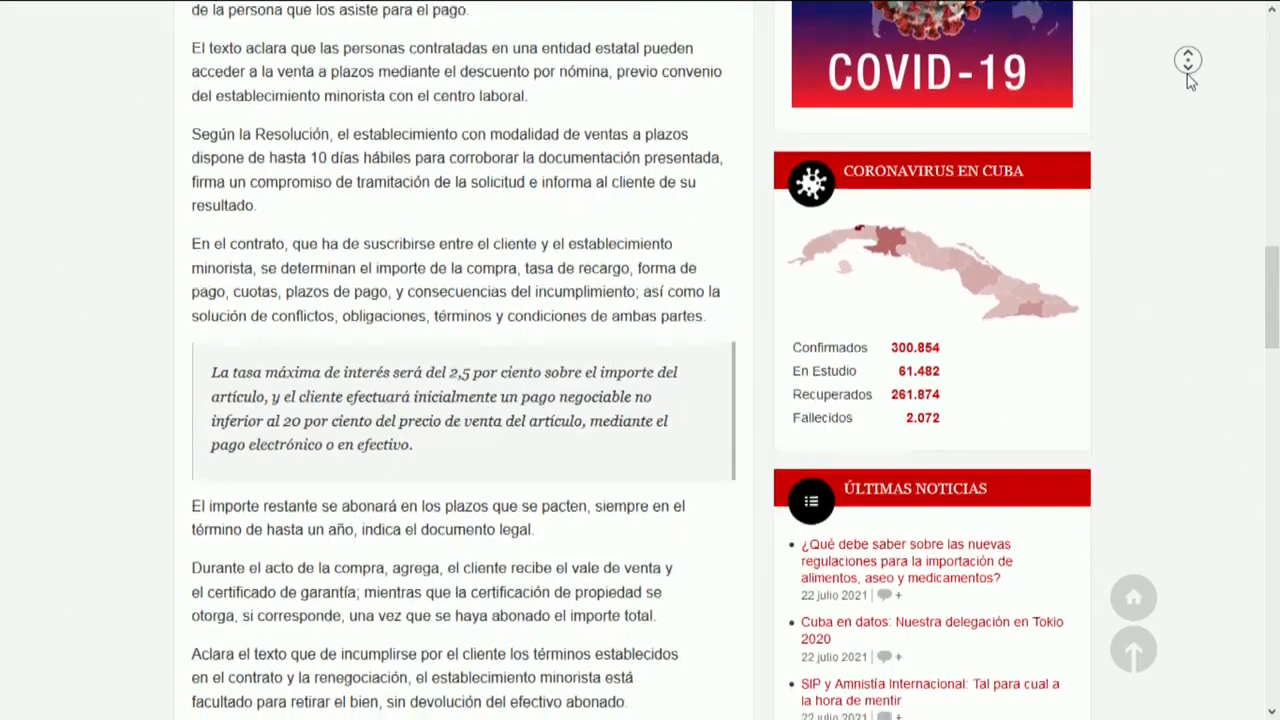 de la persona que los asiste para el pago.
El texto aclara que las personas contratadas en una entidad estatal pueden
acceder a la venta a plazos mediante el descuento por nómina, previo convenio
del establecimiento minorista con el centro laboral.
Según la Resolución, el establecimiento con modalidad de ventas a plazos
dispone de hasta 10 días hábiles para corroborar la documentación presentada,
firma un compromiso de tramitación de la solicitud e informa al cliente de su
resultado.
En el contrato, que ha de suscribirse entre el cliente y el establecimiento
minorista, se determinan el importe de la compra, tasa de recargo, forma de
pago, cuotas, plazos de pago, y consecuencias del incumplimiento; así como la
solución de conflictos, obligaciones, términos y condiciones de ambas partes.
La tasa máxima de interés será del 2,5 por ciento sobre el importe del
artículo, y el cliente efectuará inicialmente un pago negociable no
inferior al 20 por ciento del precio de venta del artículo, mediante el
pago electrónico o en efectivo.
El importe restante se abonará en los plazos que se pacten, siempre en el
término de hasta un año, indica el documento legal.
Durante el acto de la compra, agrega, el cliente recibe el vale de venta y
el certificado de garantía; mientras que la certificación de propiedad se
otorga, si corresponde, una vez que se haya abonado el importe total.
Aclara el texto que de incumplirse por el cliente los términos establecidos
en el contrato y la renegociación, el establecimiento minorista está
facultado para retirar el bien, sin devolución del efectivo abonado.
COVID-19
CORONAVIRUS EN CUBA
Confirmados 300.854
En Estudio 61.482
Recuperados 261.874
Fallecidos 2.072
ÚLTIMAS NOTICIAS
¿Qué debe saber sobre las nuevas
regulaciones para la importación de
alimentos, aseo y medicamentos?
22 julio 2021 | +
Cuba en datos: Nuestra delegación en Tokio
2020
22 julio 2021 | +
SIP y Amnistía Internacional: Tal para cual a
la hora de mentir
22 julio 2021 | +